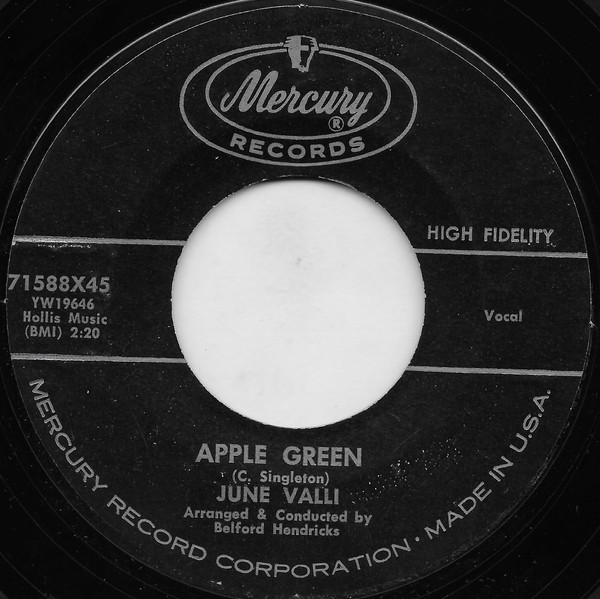 Mercury
®
RECORDS
HIGH FIDELITY
71588X45
YW19646
Hollis Music
(BMI) 2:20
Vocal
APPLE GREEN
(C. Singleton)
JUNE VALLI
Arranged & Conducted by
Belford Hendricks
MERCURY RECORD CORPORATION • MADE IN U.S.A.